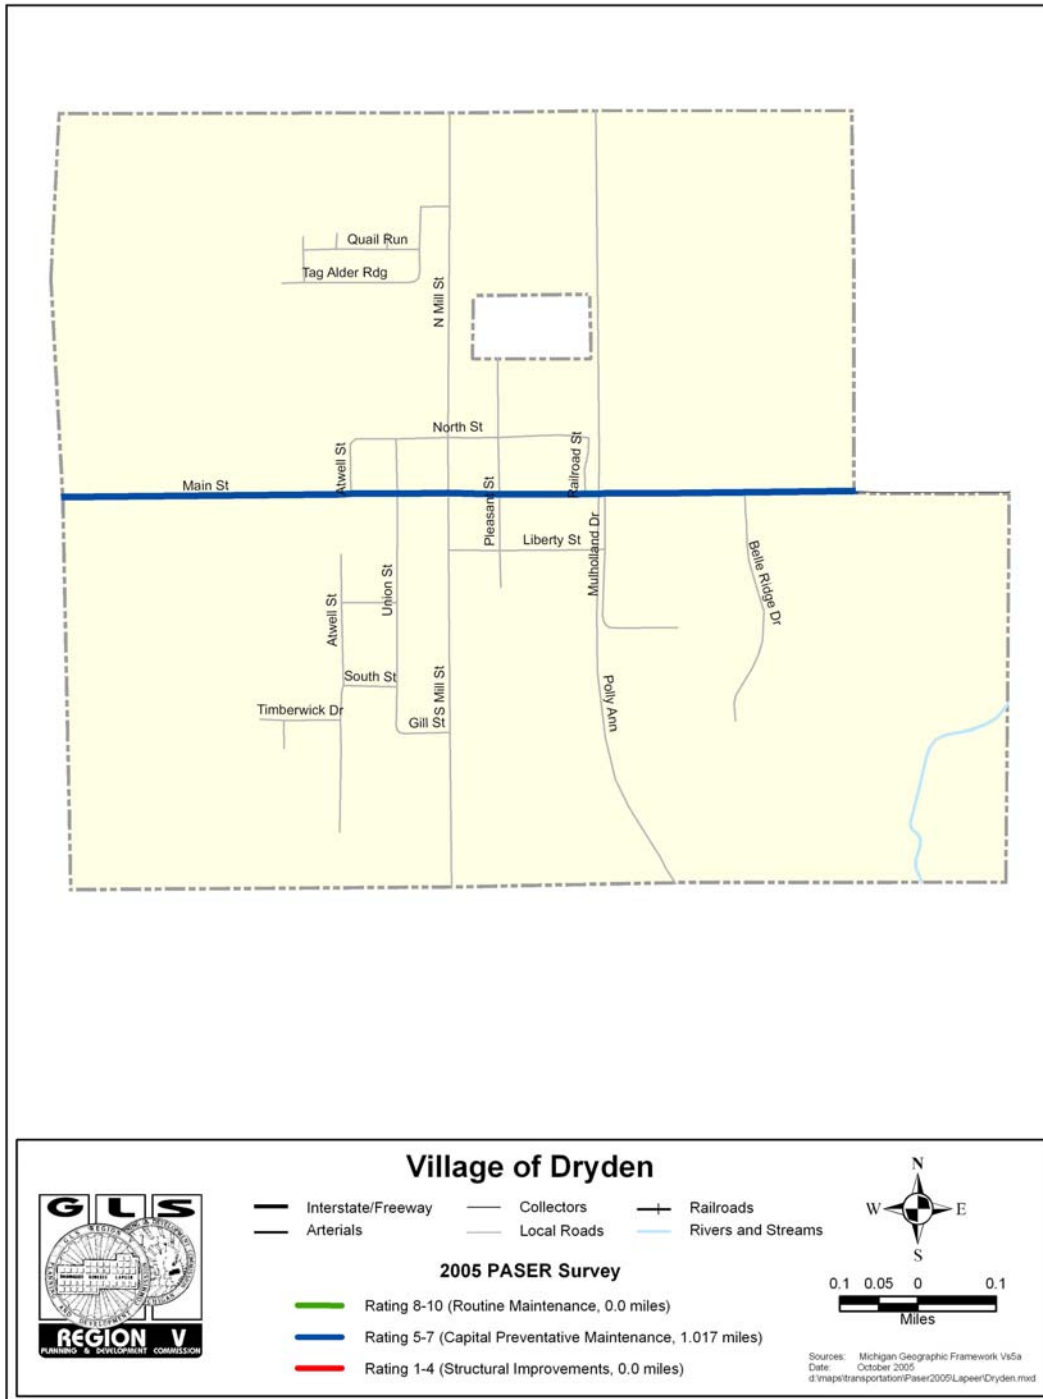 Quail Run
Tag Alder Rdg
N Mill St
North St
Atwell St
Railroad St
Main St
Pleasant St
Liberty St
Mulholland Dr
Belle Ridge Dr
Union St
Atwell St
South St
S Mill St
Polly Ann
Timberwick Dr
Gill St
Village of Dryden
Interstate/Freeway
Collectors
Railroads
Arterials
Local Roads
Rivers and Streams
2005 PASER Survey
Rating 8-10 (Routine Maintenance, 0.0 miles)
Rating 5-7 (Capital Preventative Maintenance, 1.017 miles)
Rating 1-4 (Structural Improvements, 0.0 miles)
G L S
REGION V
PLANNING & DEVELOPMENT COMMISSION
N
W E
S
0.1 0.05 0 0.1
Miles
Sources: Michigan Geographic Framework Vs5a
Date: October 2005
d:\maps\transportation\Paser2005\Lapeer\Dryden.mxd